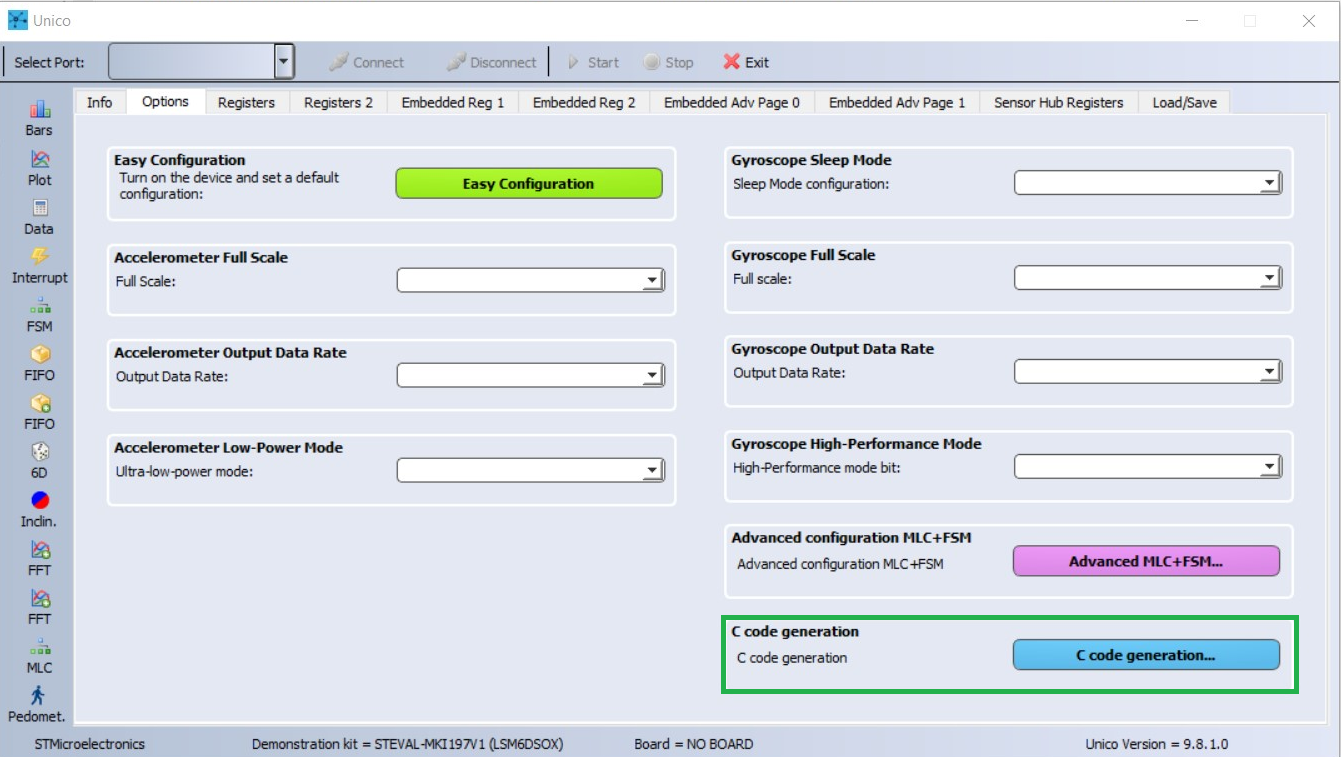 Unico
Select Port: Connect Disconnect Start Stop Exit
Info Options Registers Registers 2 Embedded Reg 1 Embedded Reg 2 Embedded Adv Page 0 Embedded Adv Page 1 Sensor Hub Registers Load/Save
Bars
Plot
Data
Interrupt
FSM
FIFO
FIFO
6D
Inclin.
FFT
FFT
MLC
Pedomet.
Easy Configuration
Turn on the device and set a default
configuration:
Easy Configuration
Accelerometer Full Scale
Full Scale:
Accelerometer Output Data Rate
Output Data Rate:
Accelerometer Low-Power Mode
Ultra-low-power mode:
Gyroscope Sleep Mode
Sleep Mode configuration:
Gyroscope Full Scale
Full scale:
Gyroscope Output Data Rate
Output Data Rate:
Gyroscope High-Performance Mode
High-Performance mode bit:
Advanced configuration MLC+FSM
Advanced configuration MLC+FSM
Advanced MLC+FSM...
C code generation
C code generation
C code generation...
STMicroelectronics Demonstration kit = STEVAL-MKI197V1 (LSM6DSOX) Board = NO BOARD Unico Version = 9.8.1.0